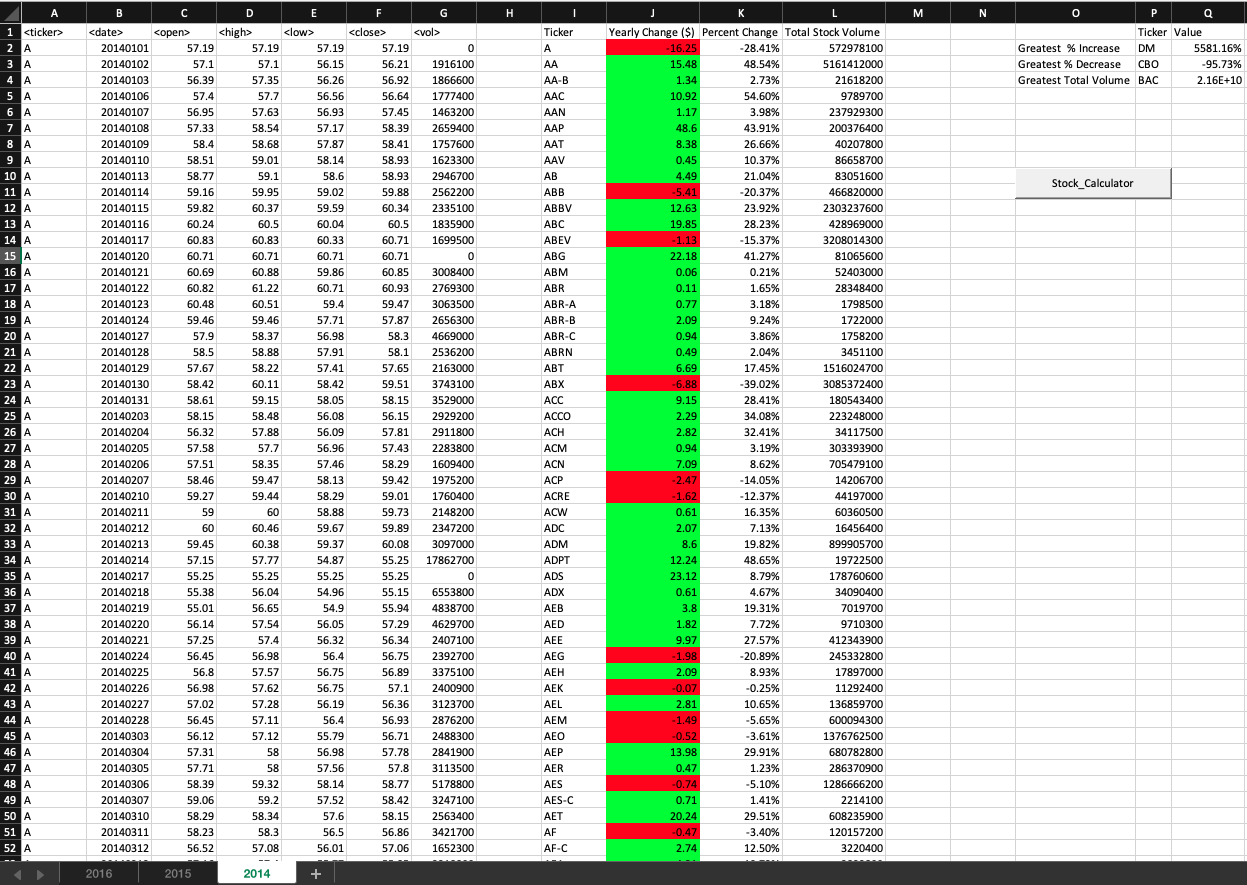 A B C D E F G H I J K L M N O P Q
1 <ticker> <date> <open> <high> <low> <close> <vol> Ticker Yearly Change ($) Percent Change Total Stock Volume Ticker Value
2 A 20140101 57.19 57.19 57.19 57.19 0 A -16.25 -28.41% 572978100 Greatest % Increase DM 5581.16%
3 A 20140102 57.1 57.1 56.15 56.21 1916100 AA 15.48 48.54% 5161412000 Greatest % Decrease CBO -95.73%
4 A 20140103 56.39 57.35 56.26 56.92 1866600 AA-B 1.34 2.73% 21618200 Greatest Total Volume BAC 2.16E+10
5 A 20140106 57.4 57.7 56.56 56.64 1777400 AAC 10.92 54.60% 9789700
6 A 20140107 56.95 57.63 56.93 57.45 1463200 AAN 1.17 3.98% 237929300
7 A 20140108 57.33 58.54 57.17 58.39 2659400 AAP 48.6 43.91% 200376400
8 A 20140109 58.4 58.68 57.87 58.41 1757600 AAT 8.38 26.66% 40207800
9 A 20140110 58.51 59.01 58.14 58.93 1623300 AAV 0.45 10.37% 86658700
10 A 20140113 58.77 59.1 58.6 58.93 2946700 AB 4.49 21.04% 83051600
Stock_Calculator
11 A 20140114 59.16 59.95 59.02 59.88 2562200 ABB -5.41 -20.37% 466820000
12 A 20140115 59.82 60.37 59.59 60.34 2335100 ABBV 12.63 23.92% 2303237600
13 A 20140116 60.24 60.5 60.04 60.5 1835900 ABC 19.85 28.23% 428969000
14 A 20140117 60.83 60.83 60.33 60.71 1699500 ABEV -1.13 -15.37% 3208014300
15 A 20140120 60.71 60.71 60.71 60.71 0 ABG 22.18 41.27% 81065600
16 A 20140121 60.69 60.88 59.86 60.85 3008400 ABM 0.06 0.21% 52403000
17 A 20140122 60.82 61.22 60.71 60.93 2769300 ABR 0.11 1.65% 28348400
18 A 20140123 60.48 60.51 59.4 59.47 3063500 ABR-A 0.77 3.18% 1798500
19 A 20140124 59.46 59.46 57.71 57.87 2656300 ABR-B 2.09 9.24% 1722000
20 A 20140127 57.9 58.37 56.98 58.3 4669000 ABR-C 0.94 3.86% 1758200
21 A 20140128 58.5 58.88 57.91 58.1 2536200 ABRN 0.49 2.04% 3451100
22 A 20140129 57.67 58.22 57.41 57.65 2163000 ABT 6.69 17.45% 1516024700
23 A 20140130 58.42 60.11 58.42 59.51 3743100 ABX -6.88 -39.02% 3085372400
24 A 20140131 58.61 59.15 58.05 58.15 3529000 ACC 9.15 28.41% 180543400
25 A 20140203 58.15 58.48 56.08 56.15 2929200 ACCO 2.29 34.08% 223248000
26 A 20140204 56.32 57.88 56.09 57.81 2911800 ACH 2.82 32.41% 34117500
27 A 20140205 57.58 57.7 56.96 57.43 2283800 ACM 0.94 3.19% 303393900
28 A 20140206 57.51 58.35 57.46 58.29 1609400 ACN 7.09 8.62% 705479100
29 A 20140207 58.46 59.47 58.13 59.42 1975200 ACP -2.47 -14.05% 14206700
30 A 20140210 59.27 59.44 58.29 59.01 1760400 ACRE -1.62 -12.37% 44197000
31 A 20140211 59 60 58.88 59.73 2148200 ACW 0.61 16.35% 60360500
32 A 20140212 60 60.46 59.67 59.89 2347200 ADC 2.07 7.13% 16456400
33 A 20140213 59.45 60.38 59.37 60.08 3097000 ADM 8.6 19.82% 899905700
34 A 20140214 57.15 57.77 54.87 55.25 17862700 ADPT 12.24 48.65% 19722500
35 A 20140217 55.25 55.25 55.25 55.25 0 ADS 23.12 8.79% 178760600
36 A 20140218 55.38 56.04 54.96 55.15 6553800 ADX 0.61 4.67% 34090400
37 A 20140219 55.01 56.65 54.9 55.94 4838700 AEB 3.8 19.31% 7019700
38 A 20140220 56.14 57.54 56.05 57.29 4629700 AED 1.82 7.72% 9710300
39 A 20140221 57.25 57.4 56.32 56.34 2407100 AEE 9.97 27.57% 412343900
40 A 20140224 56.45 56.98 56.4 56.75 2392700 AEG -1.98 -20.89% 245332800
41 A 20140225 56.8 57.57 56.75 56.89 3375100 AEH 2.09 8.93% 17897000
42 A 20140226 56.98 57.62 56.75 57.1 2400900 AEK -0.07 -0.25% 11292400
43 A 20140227 57.02 57.28 56.19 56.36 3123700 AEL 2.81 10.65% 136859700
44 A 20140228 56.45 57.11 56.4 56.93 2876200 AEM -1.49 -5.65% 600094300
45 A 20140303 56.12 57.12 55.79 56.71 2488300 AEO -0.52 -3.61% 1376762500
46 A 20140304 57.31 58 56.98 57.78 2841900 AEP 13.98 29.91% 680782800
47 A 20140305 57.71 58 57.56 57.8 3113500 AER 0.47 1.23% 286370900
48 A 20140306 58.39 59.32 58.14 58.77 5178800 AES -0.74 -5.10% 1286666200
49 A 20140307 59.06 59.2 57.52 58.42 3247100 AES-C 0.71 1.41% 2214100
50 A 20140310 58.29 58.34 57.6 58.15 2563400 AET 20.24 29.51% 608235900
51 A 20140311 58.23 58.3 56.5 56.86 3421700 AF -0.47 -3.40% 120157200
52 A 20140312 56.52 57.08 56.01 57.06 1652300 AF-C 2.74 12.50% 3220400
2016 2015 2014 +